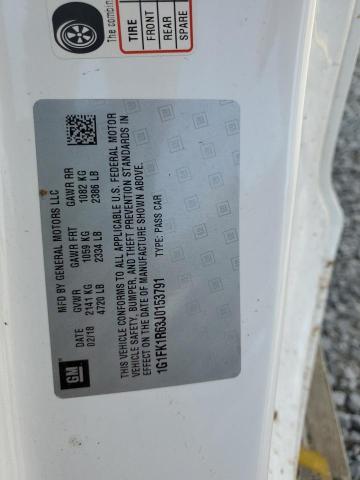 The
TIRE
FRONT
REAR
SPARE
MFD BY GENERAL MOTORS LLC
DATE GVWR GAWR FRT GAWR RR
02/18 2141 KG 1059 KG 1082 KG
4720 LB 2334 LB 2386 LB
THIS VEHICLE CONFORMS TO ALL APPLICABLE U.S. FEDERAL MOTOR
VEHICLE SAFETY, BUMPER, AND THEFT PREVENTION STANDARDS IN
EFFECT ON THE DATE OF MANUFACTURE SHOWN ABOVE.
1G1FK1R63J0153791 TYPE: PASS CAR
GM